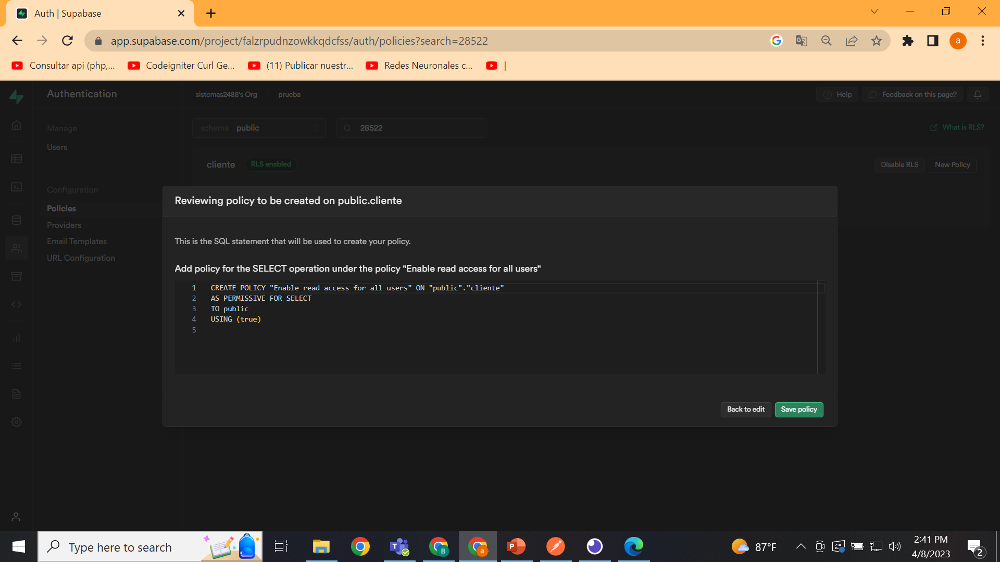 Auth | Supabase
app.supabase.com/project/falzrpudnzowkkqdcfss/auth/policies?search=28522
a
Consultar api (php,...
Codeigniter Curl Ge...
(11) Publicar nuestr...
Redes Neuronales c...
|
Authentication
sistemas2488's Org / prueba
Help
Feedback on this page?
Manage
schema public
28522
What is RLS?
Users
cliente
RLS enabled
Disable RLS
New Policy
Configuration
Policies
Providers
Email Templates
URL Configuration
Reviewing policy to be created on public.cliente
This is the SQL statement that will be used to create your policy.
Add policy for the SELECT operation under the policy "Enable read access for all users"
1 CREATE POLICY "Enable read access for all users" ON "public"."cliente"
2 AS PERMISSIVE FOR SELECT
3 TO public
4 USING (true)
5
Back to edit
Save policy
Type here to search
T
B
a
P
87°F
2:41 PM
4/8/2023
2